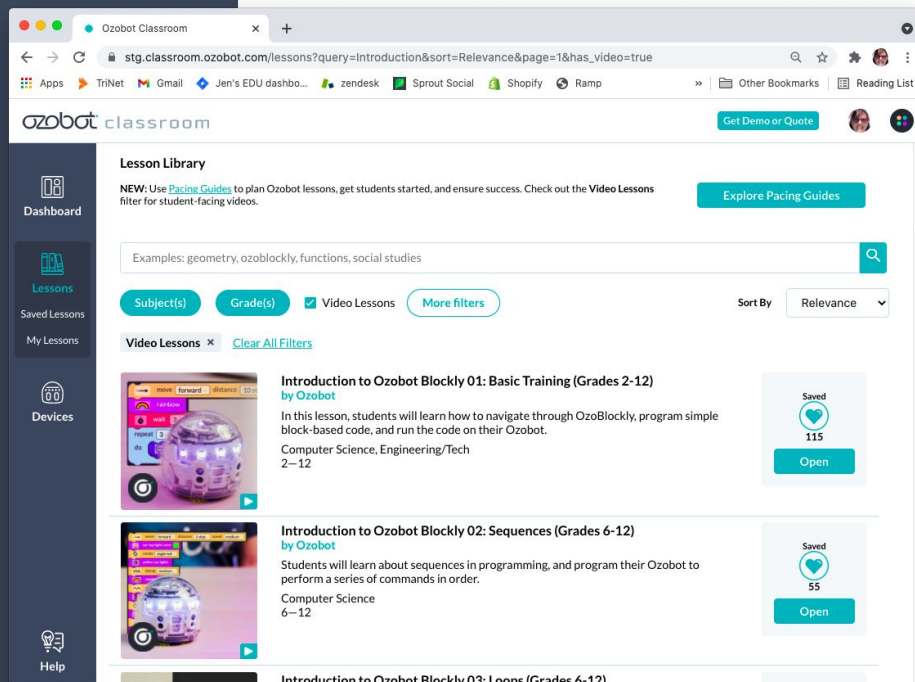 Ozobot Classroom
stg.classroom.ozobot.com/lessons?query=Introduction&sort=Relevance&page=1&has_video=true
Apps TriNet Gmail Jen's EDU dashbo... zendesk Sprout Social Shopify Ramp » Other Bookmarks Reading List
ozobot classroom
Get Demo or Quote
Dashboard
Lessons
Saved Lessons
My Lessons
Devices
Help
Lesson Library
NEW: Use Pacing Guides to plan Ozobot lessons, get students started, and ensure success. Check out the Video Lessons
filter for student-facing videos.
Explore Pacing Guides
Examples: geometry, ozoblockly, functions, social studies
Subject(s) Grade(s) Video Lessons More filters
Sort By Relevance
Video Lessons × Clear All Filters
move forward distance 10
rainbow
wait
repeat 3
do
Introduction to Ozobot Blockly 01: Basic Training (Grades 2-12)
by Ozobot
In this lesson, students will learn how to navigate through OzoBlockly, program simple
block-based code, and run the code on their Ozobot.
Computer Science, Engineering/Tech
2—12
Saved
115
Open
Introduction to Ozobot Blockly 02: Sequences (Grades 6-12)
by Ozobot
Students will learn about sequences in programming, and program their Ozobot to
perform a series of commands in order.
Computer Science
6—12
Saved
55
Open
Introduction to Ozobot Blockly 03: Loops (Grades 6-12)